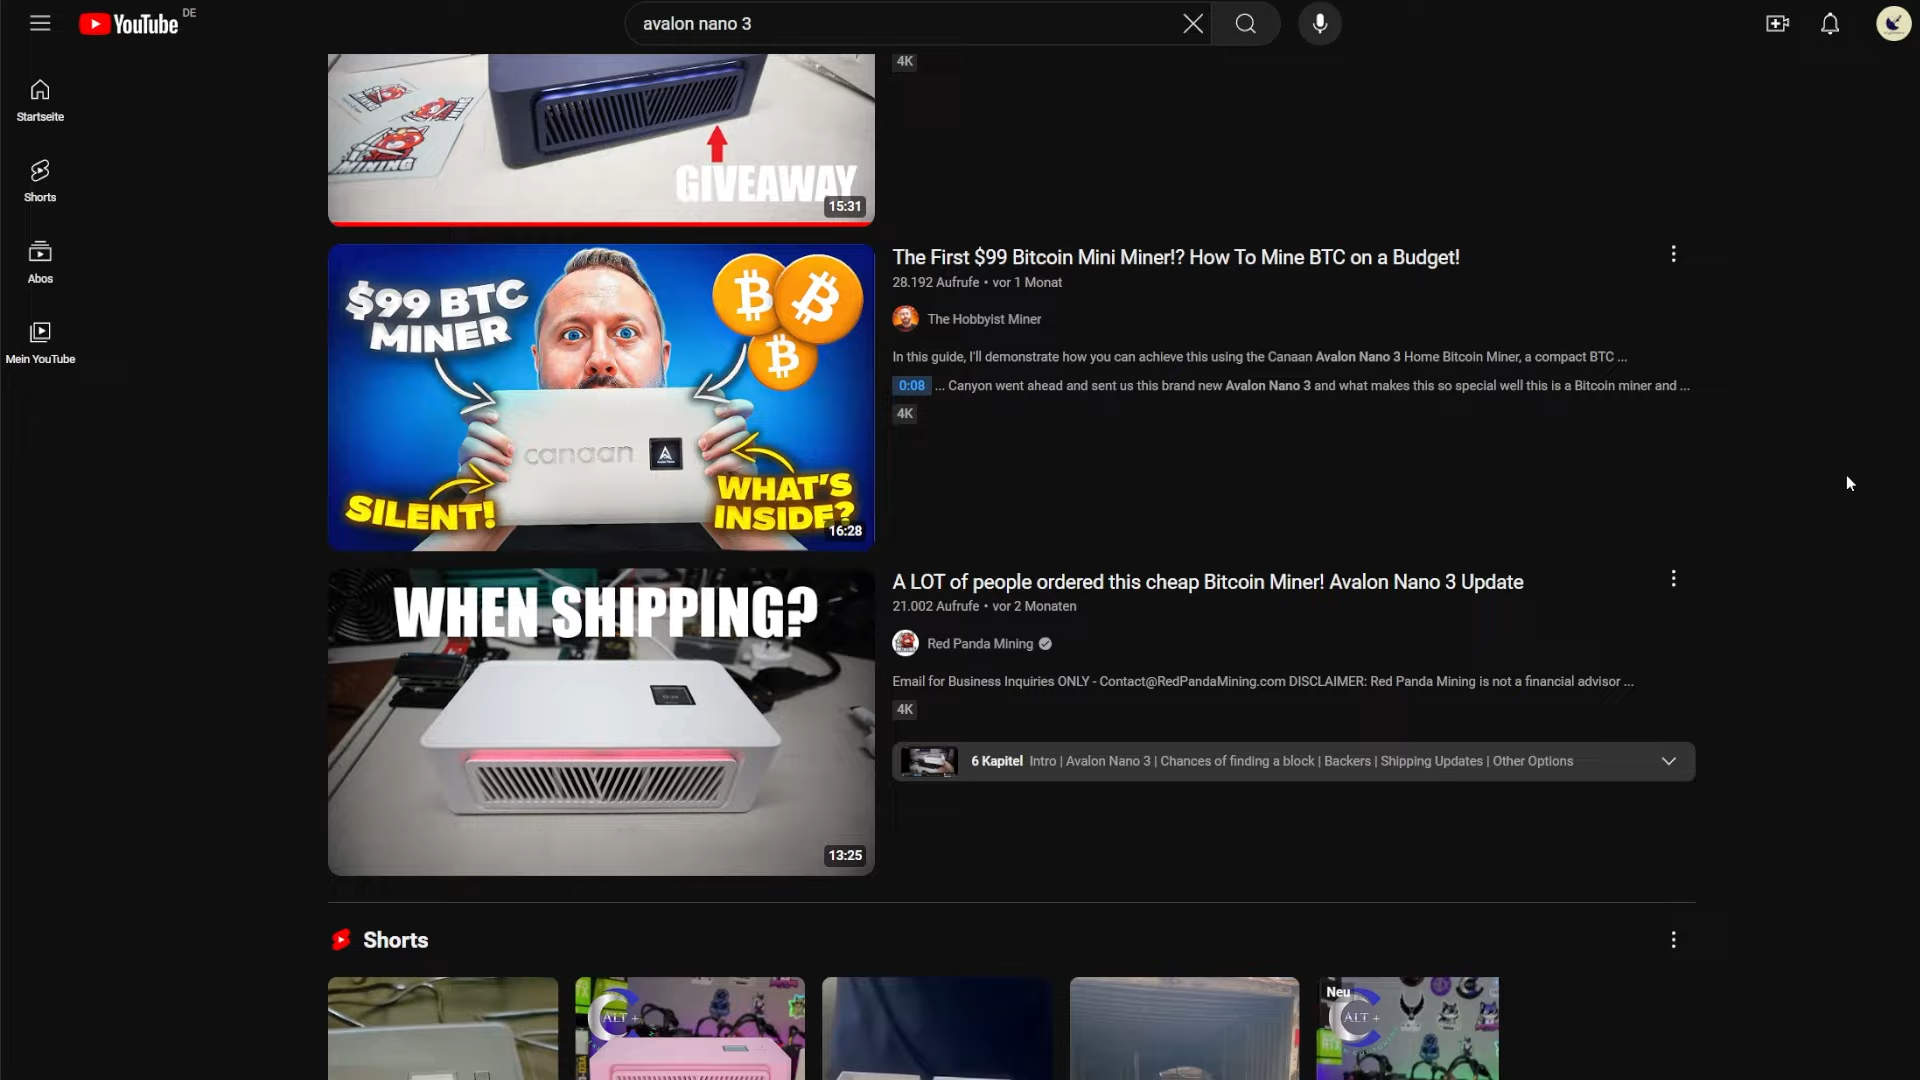 YouTube DE
avalon nano 3
Startseite
Shorts
Abos
Mein YouTube
4K
MINING
GIVEAWAY
15:31
$99 BTC
MINER
canaan
SILENT!
WHAT'S
INSIDE?
16:28
The First $99 Bitcoin Mini Miner!? How To Mine BTC on a Budget!
28.192 Aufrufe • vor 1 Monat
The Hobbyist Miner
In this guide, I'll demonstrate how you can achieve this using the Canaan Avalon Nano 3 Home Bitcoin Miner, a compact BTC ...
0:08 ... Canyon went ahead and sent us this brand new Avalon Nano 3 and what makes this so special well this is a Bitcoin miner and ...
4K
WHEN SHIPPING?
13:25
A LOT of people ordered this cheap Bitcoin Miner! Avalon Nano 3 Update
21.002 Aufrufe • vor 2 Monaten
Red Panda Mining
Email for Business Inquiries ONLY - Contact@RedPandaMining.com DISCLAIMER: Red Panda Mining is not a financial advisor ...
4K
6 Kapitel Intro | Avalon Nano 3 | Chances of finding a block | Backers | Shipping Updates | Other Options
Shorts
ALT +
Neu
ALT +